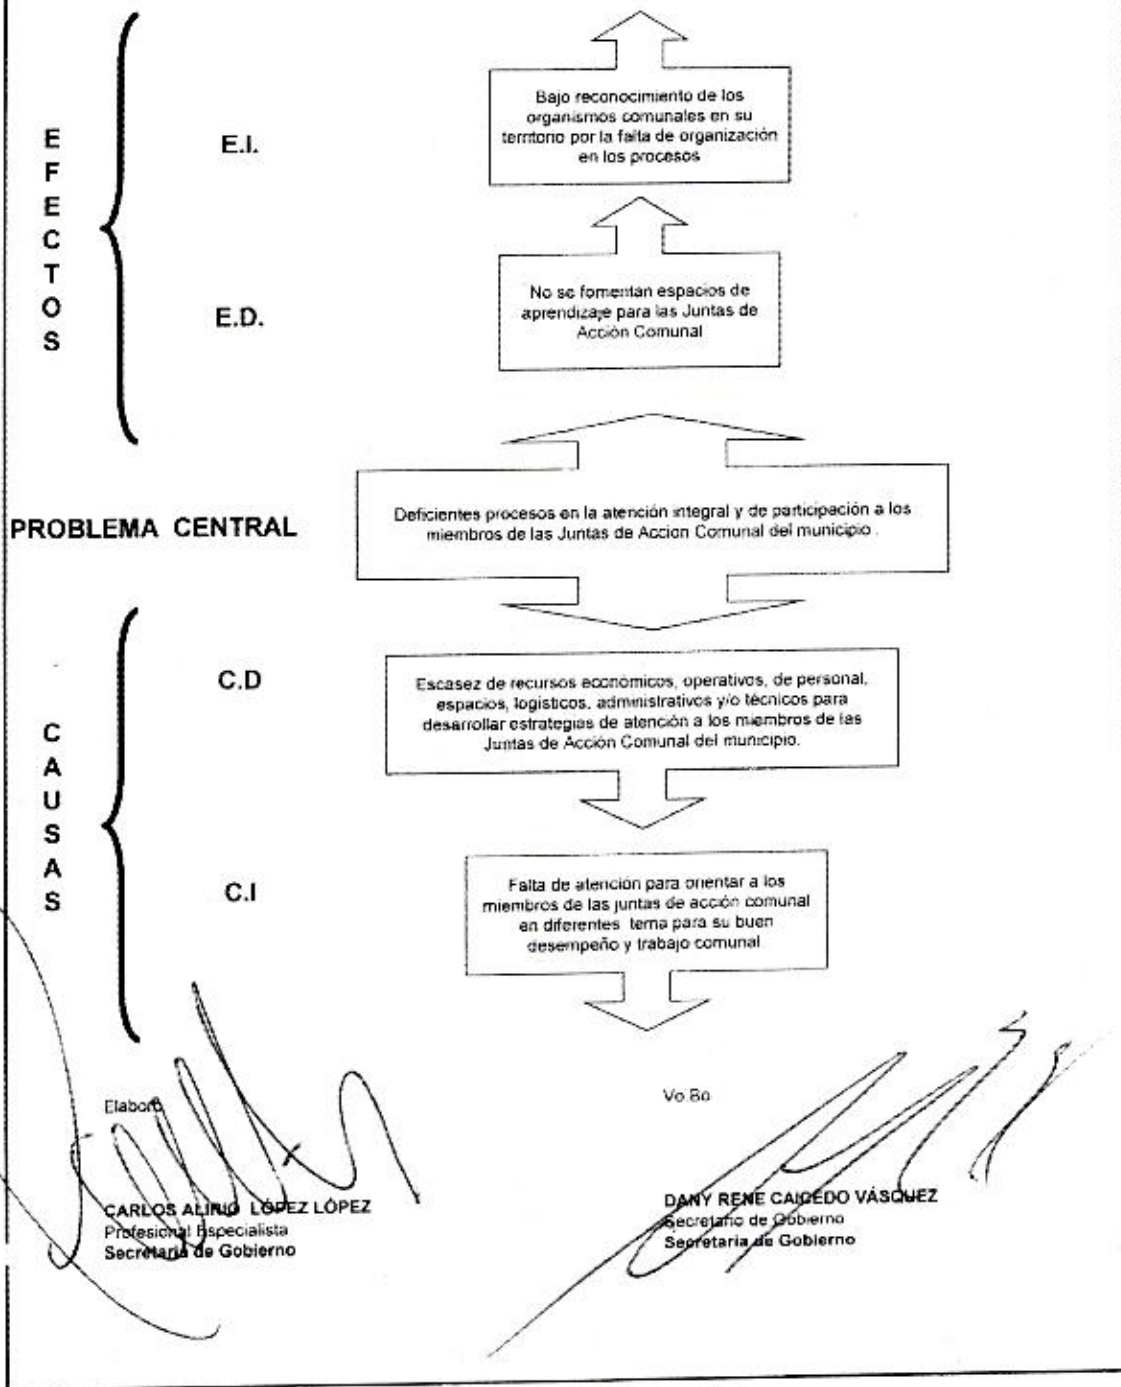 EFECTOS
E.I.
Bajo reconocimiento de los
organismos comunales en su
territorio por la falta de organización
en los procesos
E.D.
No se fomentan espacios de
aprendizaje para las Juntas de
Acción Comunal
PROBLEMA CENTRAL
Deficientes procesos en la atención integral y de participación a los
miembros de las Juntas de Accion Comunal del municipio .
CAUSAS
C.D
Escasez de recursos económicos, operativos, de personal,
espacios, logísticos, administrativos y/o técnicos para
desarrollar estrategias de atención a los miembros de las
Juntas de Acción Comunal del municipio.
C.I
Falta de atención para orientar a los
miembros de las juntas de acción comunal
en diferentes tema para su buen
desempeño y trabajo comunal
Elaboró
CARLOS ALIRIO LÓPEZ LÓPEZ
Profesional Especialista
Secretaria de Gobierno
Vo.Bo
DANY RENE CAICEDO VÁSQUEZ
Secretario de Gobierno
Secretaria de Gobierno